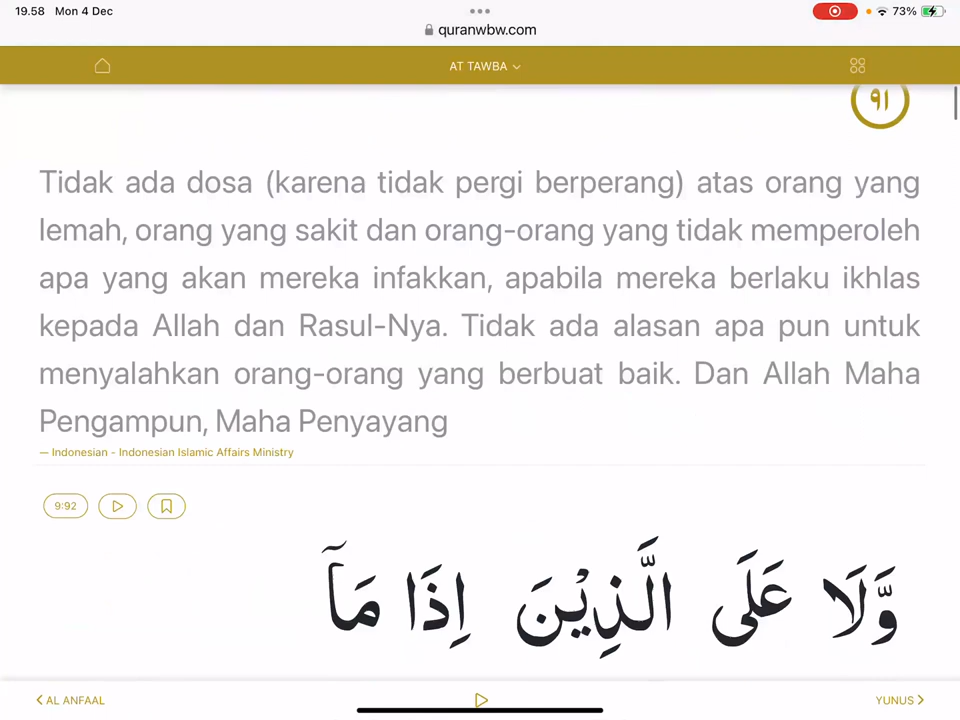 19.58 Mon 4 Dec
73%
quranwbw.com
AT TAWBA
٩١
Tidak ada dosa (karena tidak pergi berperang) atas orang yang
lemah, orang yang sakit dan orang-orang yang tidak memperoleh
apa yang akan mereka infakkan, apabila mereka berlaku ikhlas
kepada Allah dan Rasul-Nya. Tidak ada alasan apa pun untuk
menyalahkan orang-orang yang berbuat baik. Dan Allah Maha
Pengampun, Maha Penyayang
— Indonesian - Indonesian Islamic Affairs Ministry
9:92
وَّلَا عَلَى الَّذِيْنَ اِذَا مَآ
AL ANFAAL
YUNUS